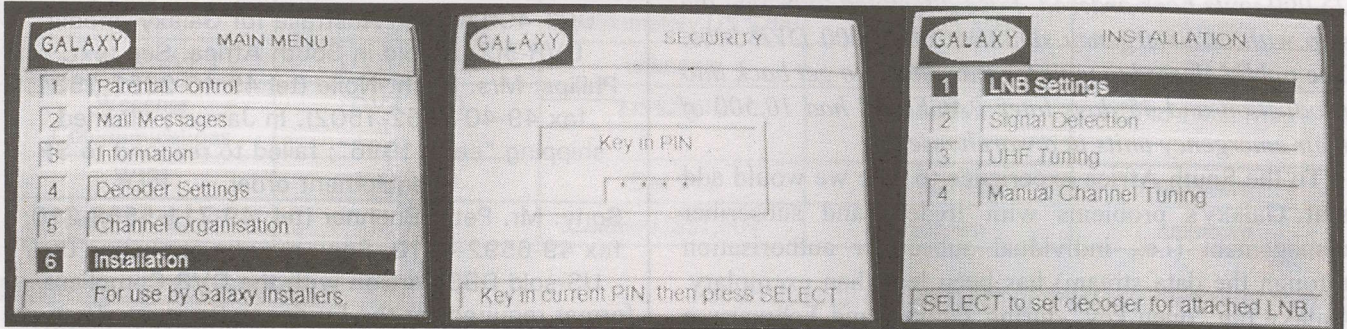 GALAXY MAIN MENU
1 Parental Control
2 Mail Messages
3 Information
4 Decoder Settings
5 Channel Organisation
6 Installation
For use by Galaxy installers.
GALAXY SECURITY
Key in PIN
* * * *
Key in current PIN, then press SELECT
GALAXY INSTALLATION
1 LNB Settings
2 Signal Detection
3 UHF Tuning
4 Manual Channel Tuning
SELECT to set decoder for attached LNB.